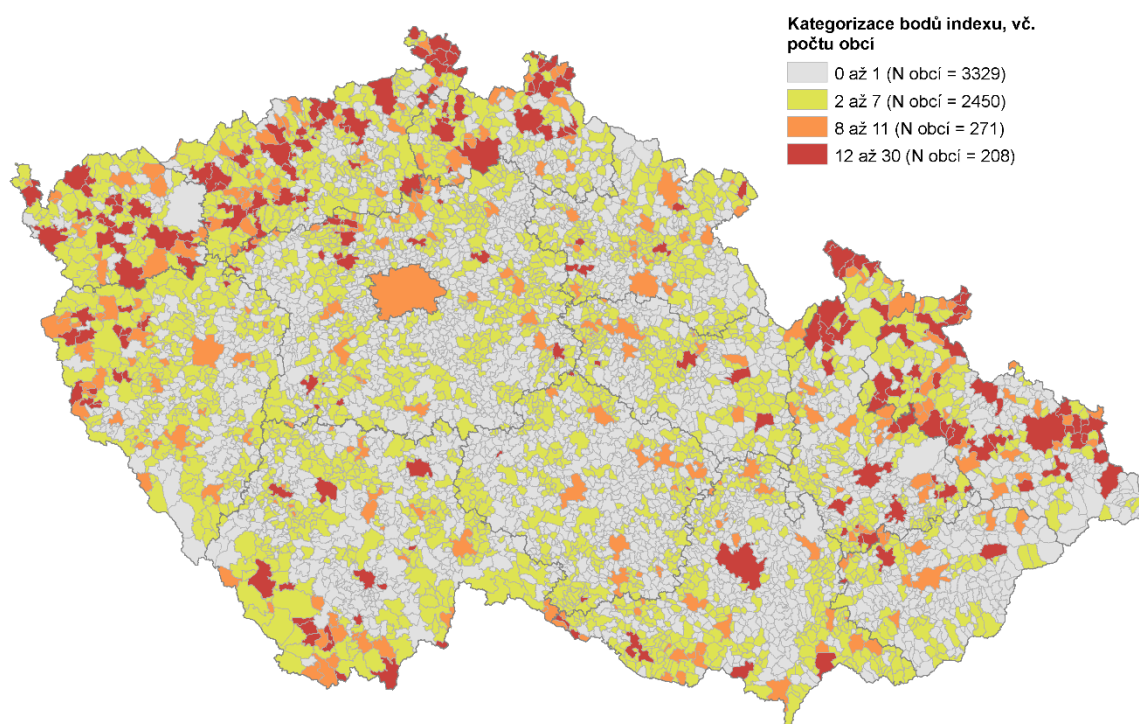 Kategorizace bodů indexu, vč.
počtu obcí
0 až 1 (N obcí = 3329)
2 až 7 (N obcí = 2450)
8 až 11 (N obcí = 271)
12 až 30 (N obcí = 208)